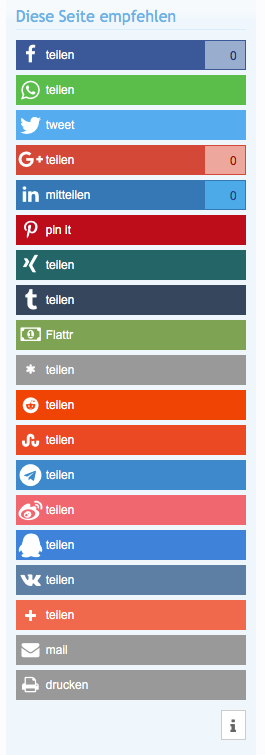 Diese Seite empfehlen
teilen 0
teilen
tweet
G+ teilen 0
in mitteilen 0
pin it
teilen
t teilen
Flattr
teilen
teilen
teilen
teilen
teilen
teilen
teilen
teilen
mail
drucken
i